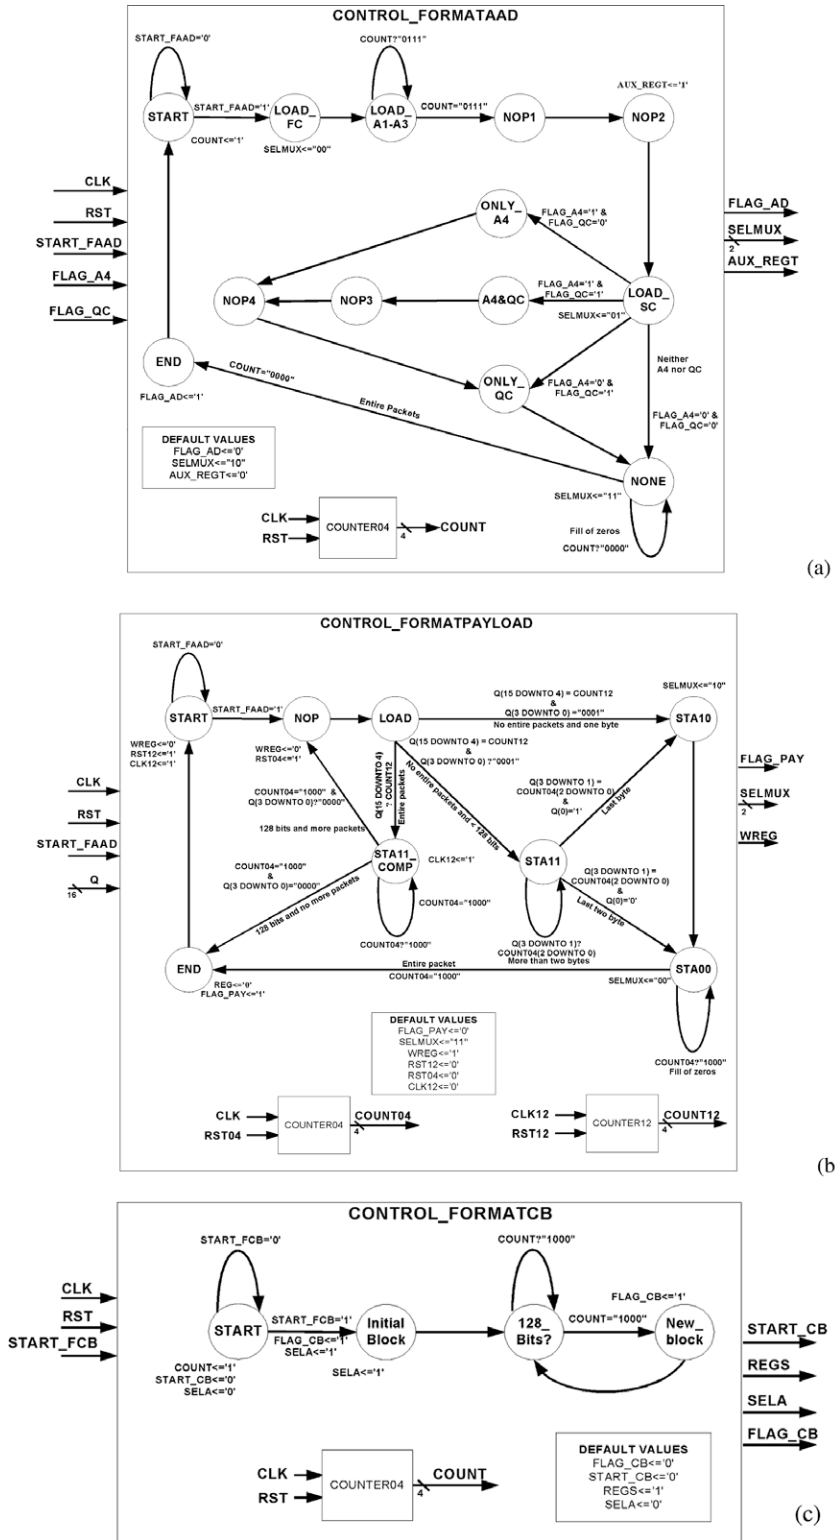 CONTROL_FORMATAAD
START_FAAD='0'
COUNT?"0111"
AUX_REGT<='1'
START
START_FAAD='1'
LOAD_
FC
LOAD_
A1-A3
COUNT="0111"
NOP1
NOP2
COUNT<='1'
SELMUX<="00"
CLK
RST
START_FAAD
FLAG_A4
FLAG_QC
FLAG_AD
SELMUX
2
AUX_REGT
ONLY_
A4
FLAG_A4='1' &
FLAG_QC='0'
NOP4
NOP3
A4&QC
FLAG_A4='1' &
FLAG_QC='1'
LOAD_
SC
SELMUX<="01"
END
COUNT="0000"
ONLY_
QC
Neither
A4 nor QC
FLAG_A4='0' &
FLAG_QC='1'
FLAG_AD<='1'
Entire Packets
FLAG_A4='0' &
FLAG_QC='0'
DEFAULT VALUES
FLAG_AD<='0'
SELMUX<="10"
AUX_REGT<='0'
NONE
SELMUX<="11"
CLK
RST
COUNTER04
4
COUNT
Fill of zeros
COUNT?"0000"
(a)
CONTROL_FORMATPAYLOAD
START_FAAD='0'
SELMUX<="10"
Q(15 DOWNTO 4) = COUNT12
&
Q(3 DOWNTO 0) ="0001"
START
START_FAAD='1'
NOP
LOAD
No entire packets and one byte
STA10
WREG<='0'
RST12<='1'
CLK12<='1'
WREG<='0'
RST04<='1'
Q(15 DOWNTO 4) = COUNT12
&
Q(3 DOWNTO 0) ?"0001"
CLK
RST
START_FAAD
Q
16
FLAG_PAY
SELMUX
2
WREG
COUNT04="1000" &
Q(3 DOWNTO 0)?"0000"
128 bits and more packets
Q(15 DOWNTO 4)
? COUNT12
Entire packets
No entire packets and < 128 bits
Q(3 DOWNTO 1) =
COUNT04(2 DOWNTO 0)
&
Q(0)='1'
Last byte
STA11_
COMP
CLK12<='1'
STA11
COUNT04="1000"
&
Q(3 DOWNTO 0)="0000"
128 bits and no more packets
COUNT04="1000"
Q(3 DOWNTO 1) =
COUNT04(2 DOWNTO 0)
&
Q(0)='0'
Last two byte
COUNT04?"1000"
Q(3 DOWNTO 1)?
COUNT04(2 DOWNTO 0)
More than two bytes
END
Entire packet
COUNT04="1000"
STA00
REG<='0'
FLAG_PAY<='1'
SELMUX<="00"
DEFAULT VALUES
FLAG_PAY<='0'
SELMUX<="11"
WREG<='1'
RST12<='0'
RST04<='0'
CLK12<='0'
COUNT04?"1000"
Fill of zeros
CLK
RST04
COUNTER04
4
COUNT04
CLK12
RST12
COUNTER12
4
COUNT12
(b
CONTROL_FORMATCB
START_FCB='0'
COUNT?"1000"
CLK
RST
START_FCB
FLAG_CB<='1'
START
START_FCB='1'
FLAG_CB<='1'
SELA<='1'
Initial
Block
128_
Bits?
COUNT="1000"
New_
block
COUNT<='1'
START_CB<='0'
SELA<='0'
SELA<='1'
START_CB
REGS
SELA
FLAG_CB
CLK
RST
COUNTER04
4
COUNT
DEFAULT VALUES
FLAG_CB<='0'
START_CB<='0'
REGS<='1'
SELA<='0'
(c)